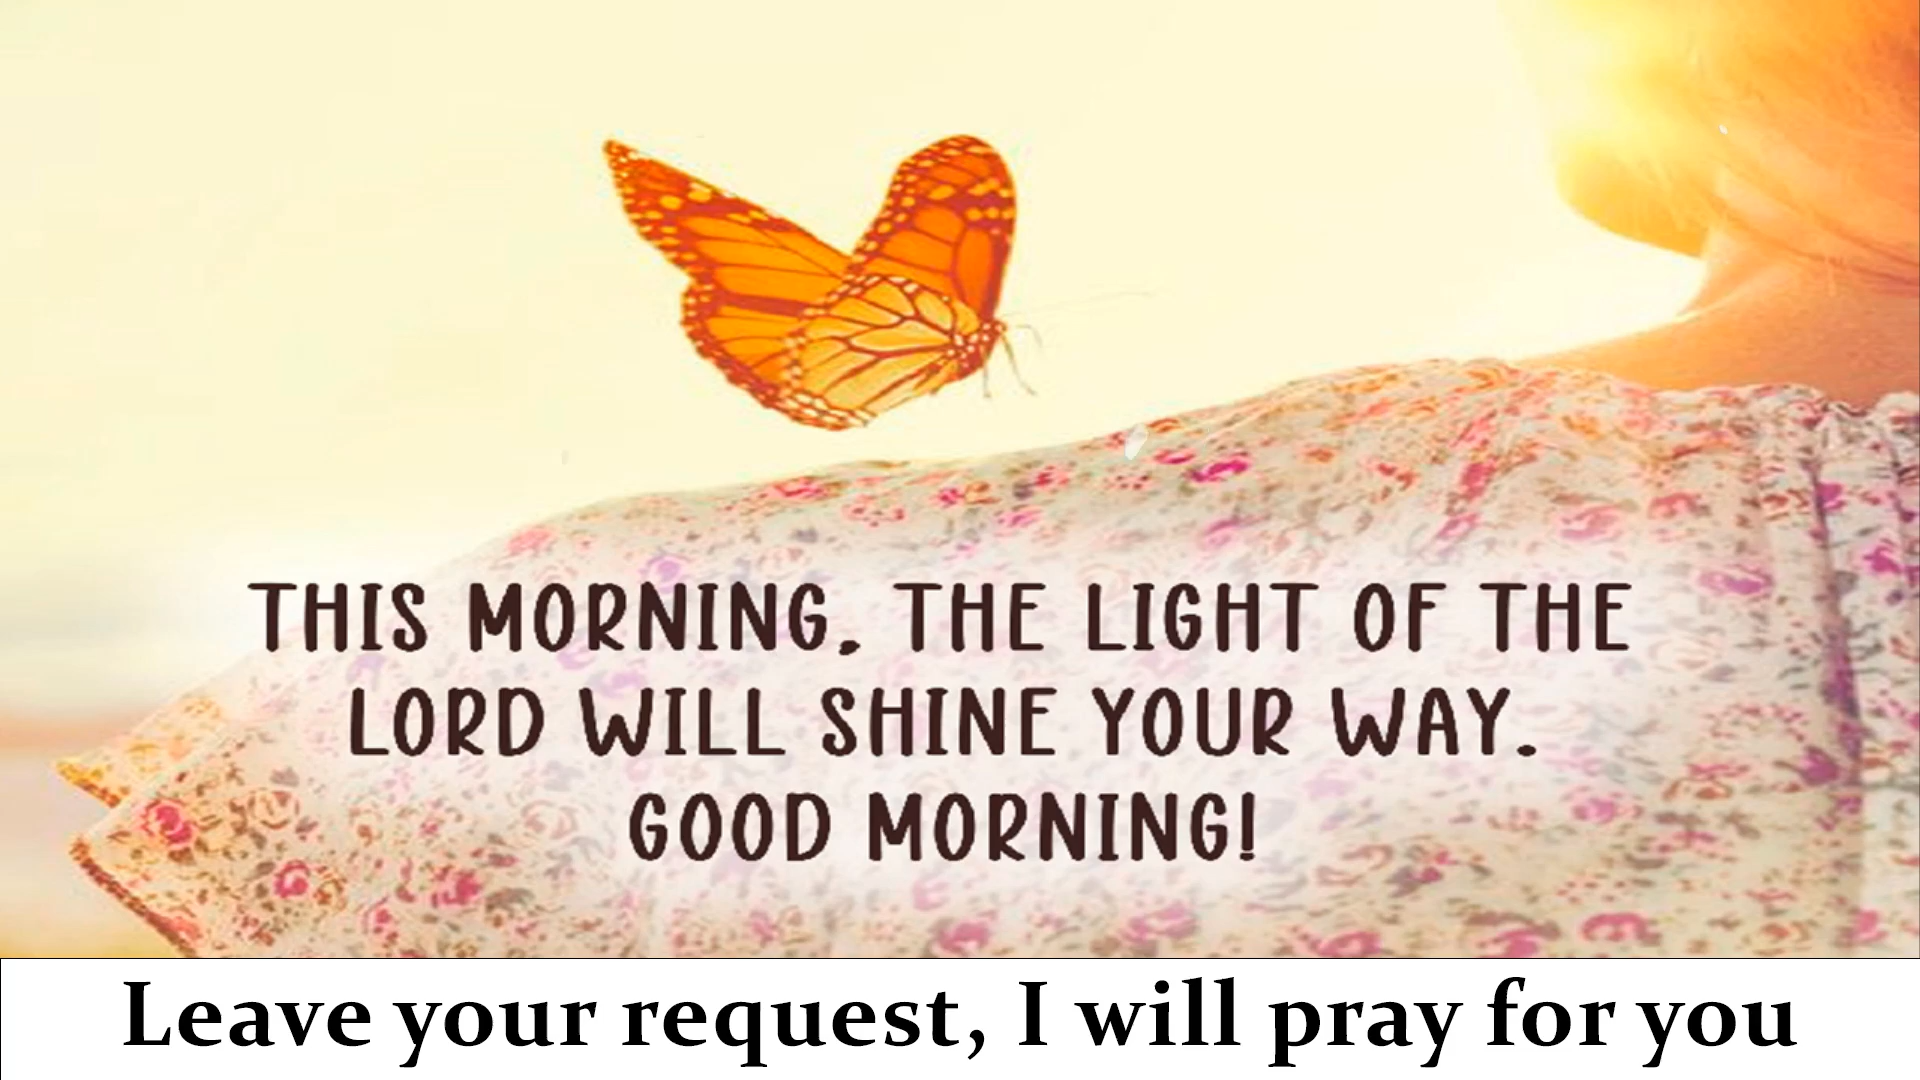 THIS MORNING, THE LIGHT OF THE
LORD WILL SHINE YOUR WAY.
GOOD MORNING!
Leave your request, I will pray for you